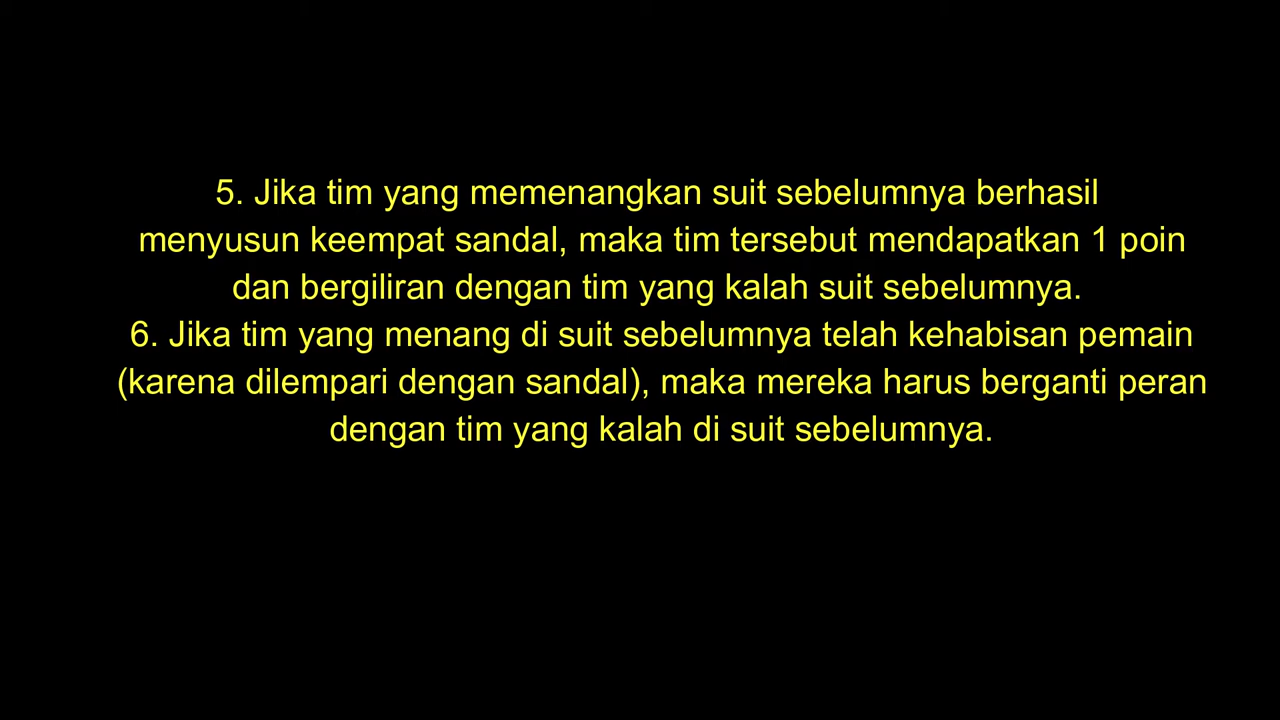 5. Jika tim yang memenangkan suit sebelumnya berhasil
menyusun keempat sandal, maka tim tersebut mendapatkan 1 poin
dan bergiliran dengan tim yang kalah suit sebelumnya.
6. Jika tim yang menang di suit sebelumnya telah kehabisan pemain
(karena dilempari dengan sandal), maka mereka harus berganti peran
dengan tim yang kalah di suit sebelumnya.